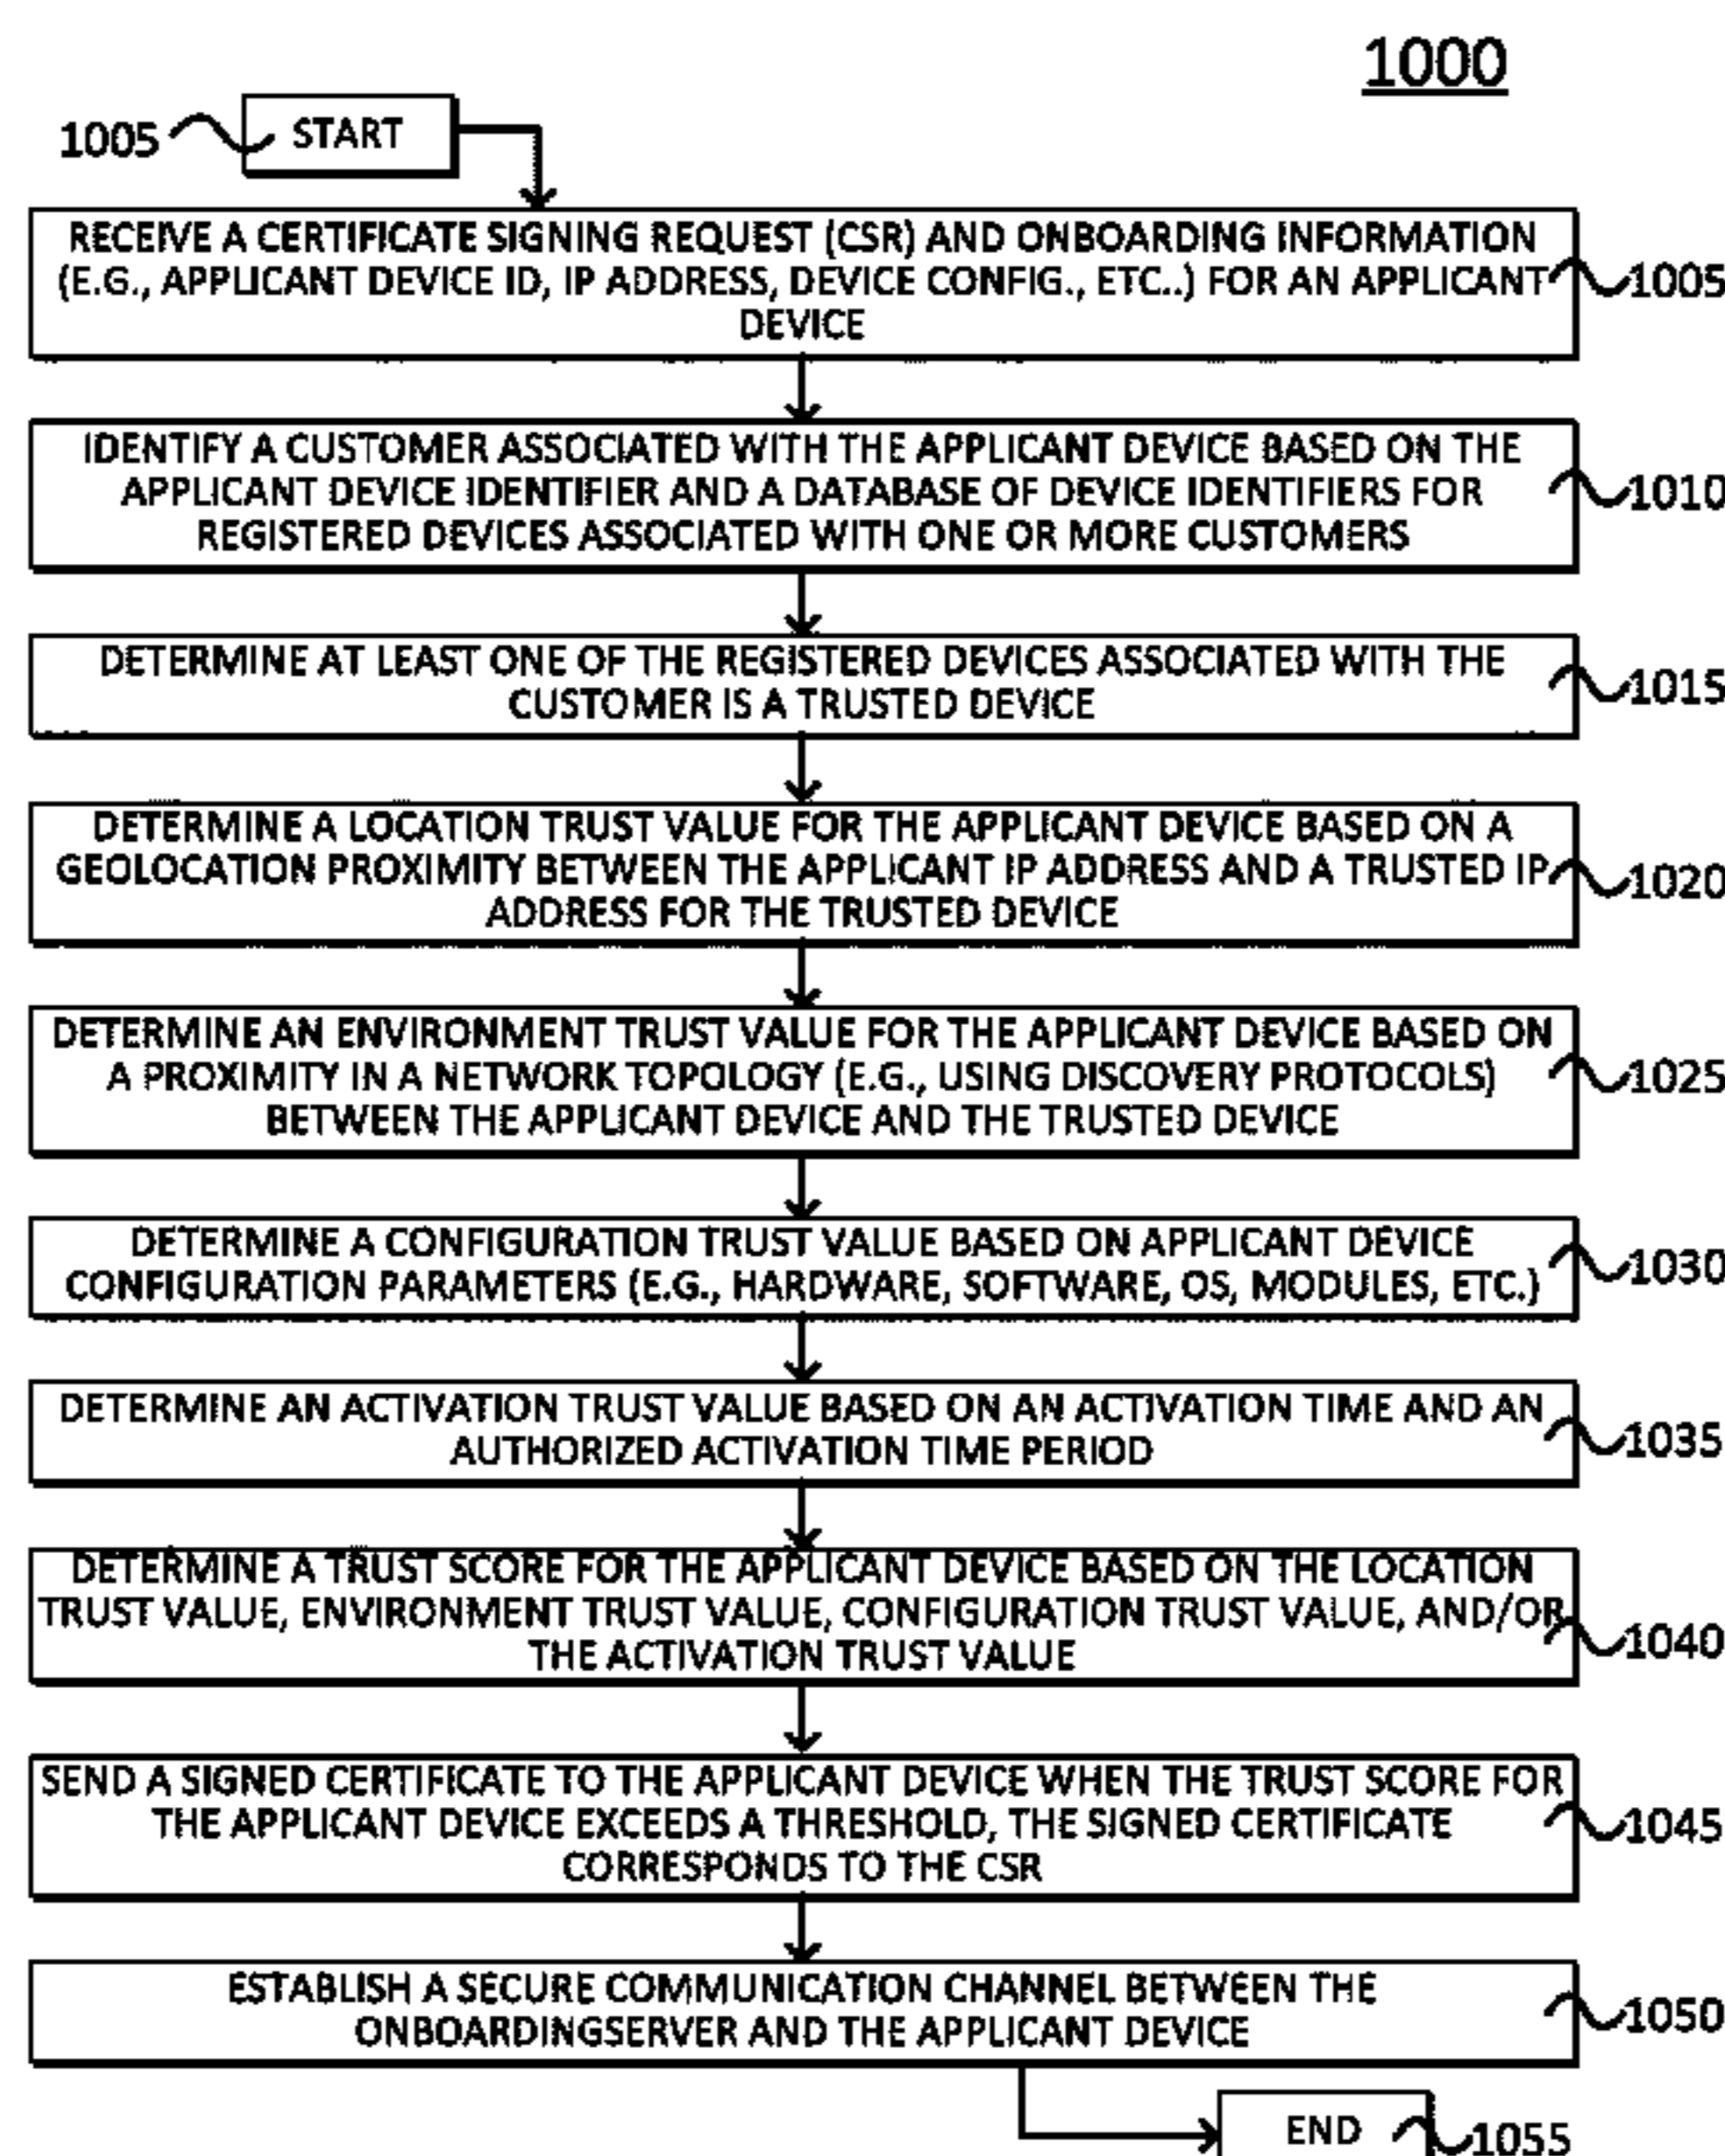 1000
1005 START
RECEIVE A CERTIFICATE SIGNING REQUEST (CSR) AND ONBOARDING INFORMATION
(E.G., APPLICANT DEVICE ID, IP ADDRESS, DEVICE CONFIG., ETC..) FOR AN APPLICANT
DEVICE
1005
IDENTIFY A CUSTOMER ASSOCIATED WITH THE APPLICANT DEVICE BASED ON THE
APPLICANT DEVICE IDENTIFIER AND A DATABASE OF DEVICE IDENTIFIERS FOR
REGISTERED DEVICES ASSOCIATED WITH ONE OR MORE CUSTOMERS
1010
DETERMINE AT LEAST ONE OF THE REGISTERED DEVICES ASSOCIATED WITH THE
CUSTOMER IS A TRUSTED DEVICE
1015
DETERMINE A LOCATION TRUST VALUE FOR THE APPLICANT DEVICE BASED ON A
GEOLOCATION PROXIMITY BETWEEN THE APPLICANT IP ADDRESS AND A TRUSTED IP
ADDRESS FOR THE TRUSTED DEVICE
1020
DETERMINE AN ENVIRONMENT TRUST VALUE FOR THE APPLICANT DEVICE BASED ON
A PROXIMITY IN A NETWORK TOPOLOGY (E.G., USING DISCOVERY PROTOCOLS)
BETWEEN THE APPLICANT DEVICE AND THE TRUSTED DEVICE
1025
DETERMINE A CONFIGURATION TRUST VALUE BASED ON APPLICANT DEVICE
CONFIGURATION PARAMETERS (E.G., HARDWARE, SOFTWARE, OS, MODULES, ETC.)
1030
DETERMINE AN ACTIVATION TRUST VALUE BASED ON AN ACTIVATION TIME AND AN
AUTHORIZED ACTIVATION TIME PERIOD
1035
DETERMINE A TRUST SCORE FOR THE APPLICANT DEVICE BASED ON THE LOCATION
TRUST VALUE, ENVIRONMENT TRUST VALUE, CONFIGURATION TRUST VALUE, AND/OR
THE ACTIVATION TRUST VALUE
1040
SEND A SIGNED CERTIFICATE TO THE APPLICANT DEVICE WHEN THE TRUST SCORE FOR
THE APPLICANT DEVICE EXCEEDS A THRESHOLD, THE SIGNED CERTIFICATE
CORRESPONDS TO THE CSR
1045
ESTABLISH A SECURE COMMUNICATION CHANNEL BETWEEN THE
ONBOARDINGSERVER AND THE APPLICANT DEVICE
1050
END 1055